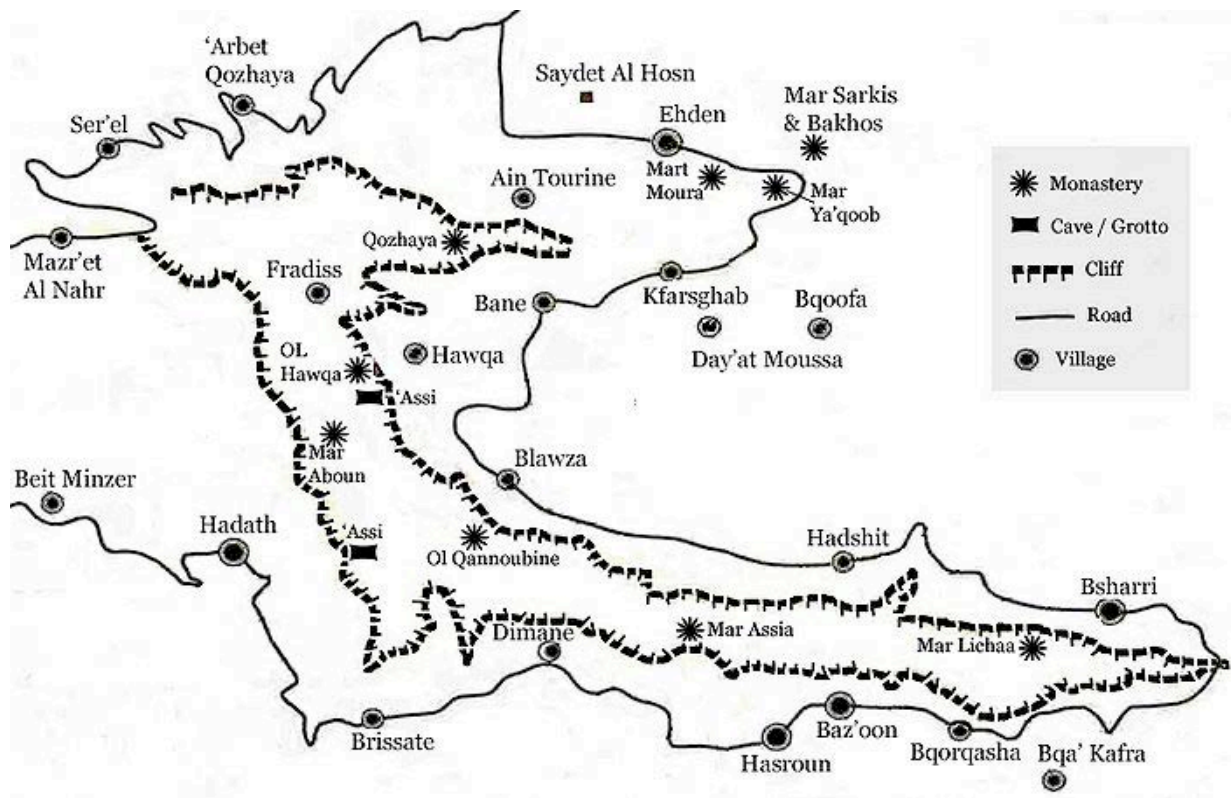 'Arbet
Qozhaya
Saydet Al Hosn
Mar Sarkis
& Bakhos
Ser'el
Ehden
Mart
Moura
Mar
Ya'qoob
Ain Tourine
Monastery
Qozhaya
Cave / Grotto
Mazr'et
Al Nahr
Fradiss
Cliff
Bane
Kfarsghab
Bqoofa
Road
Day'at Moussa
OL
Hawqa
Hawqa
Village
'Assi
Mar
Aboun
Blawza
Beit Minzer
Hadath
'Assi
Ol Qannoubine
Hadshit
Bsharri
Dimane
Mar Assia
Mar Lichaa
Brissate
Hasroun
Baz'oon
Bqorqasha
Bqa' Kafra